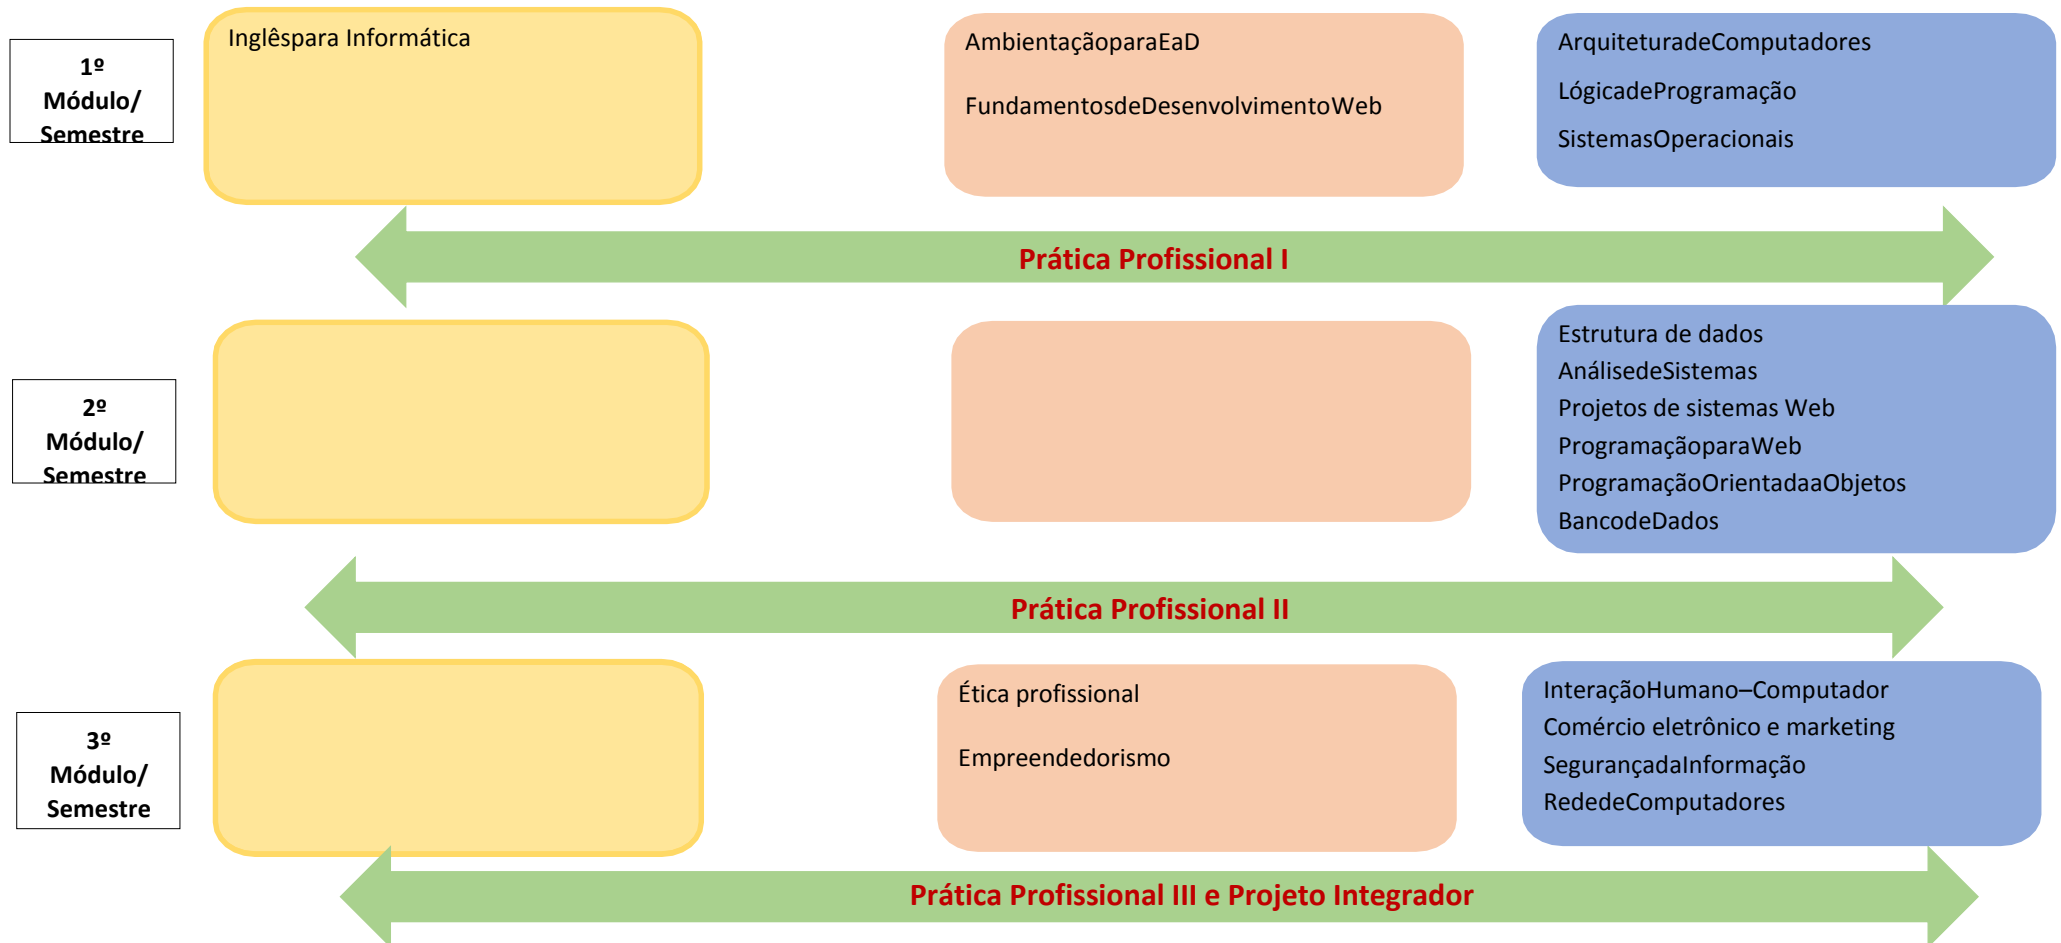 1º
Módulo/
Semestre
Inglêspara Informática
AmbientaçãoparaEaD
FundamentosdeDesenvolvimentoWeb
ArquiteturadeComputadores
LógicadeProgramação
SistemasOperacionais
Prática Profissional I
2º
Módulo/
Semestre
Estrutura de dados
AnálisedeSistemas
Projetos de sistemas Web
ProgramaçãoparaWeb
ProgramaçãoOrientadaaObjetos
BancodeDados
Prática Profissional II
3º
Módulo/
Semestre
Ética profissional
Empreendedorismo
InteraçãoHumano–Computador
Comércio eletrônico e marketing
SegurançadaInformação
RededeComputadores
Prática Profissional III e Projeto Integrador